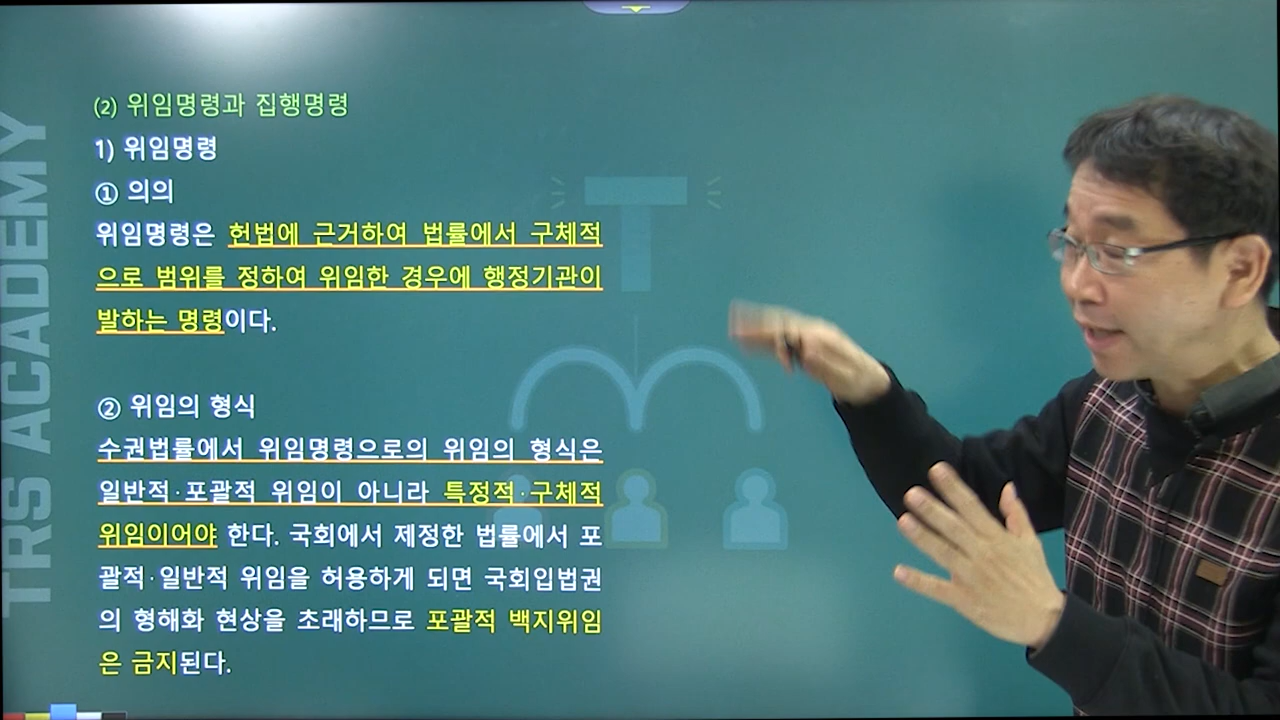 (2) 위임명령과 집행명령
1) 위임명령
① 의의
위임명령은 헌법에 근거하여 법률에서 구체적
으로 범위를 정하여 위임한 경우에 행정기관이
발하는 명령이다.
② 위임의 형식
수권법률에서 위임명령으로의 위임의 형식은
일반적·포괄적 위임이 아니라 특정적·구체적
위임이어야 한다. 국회에서 제정한 법률에서 포
괄적·일반적 위임을 허용하게 되면 국회입법권
의 형해화 현상을 초래하므로 포괄적 백지위임
은 금지된다.
TRS ACADEMY